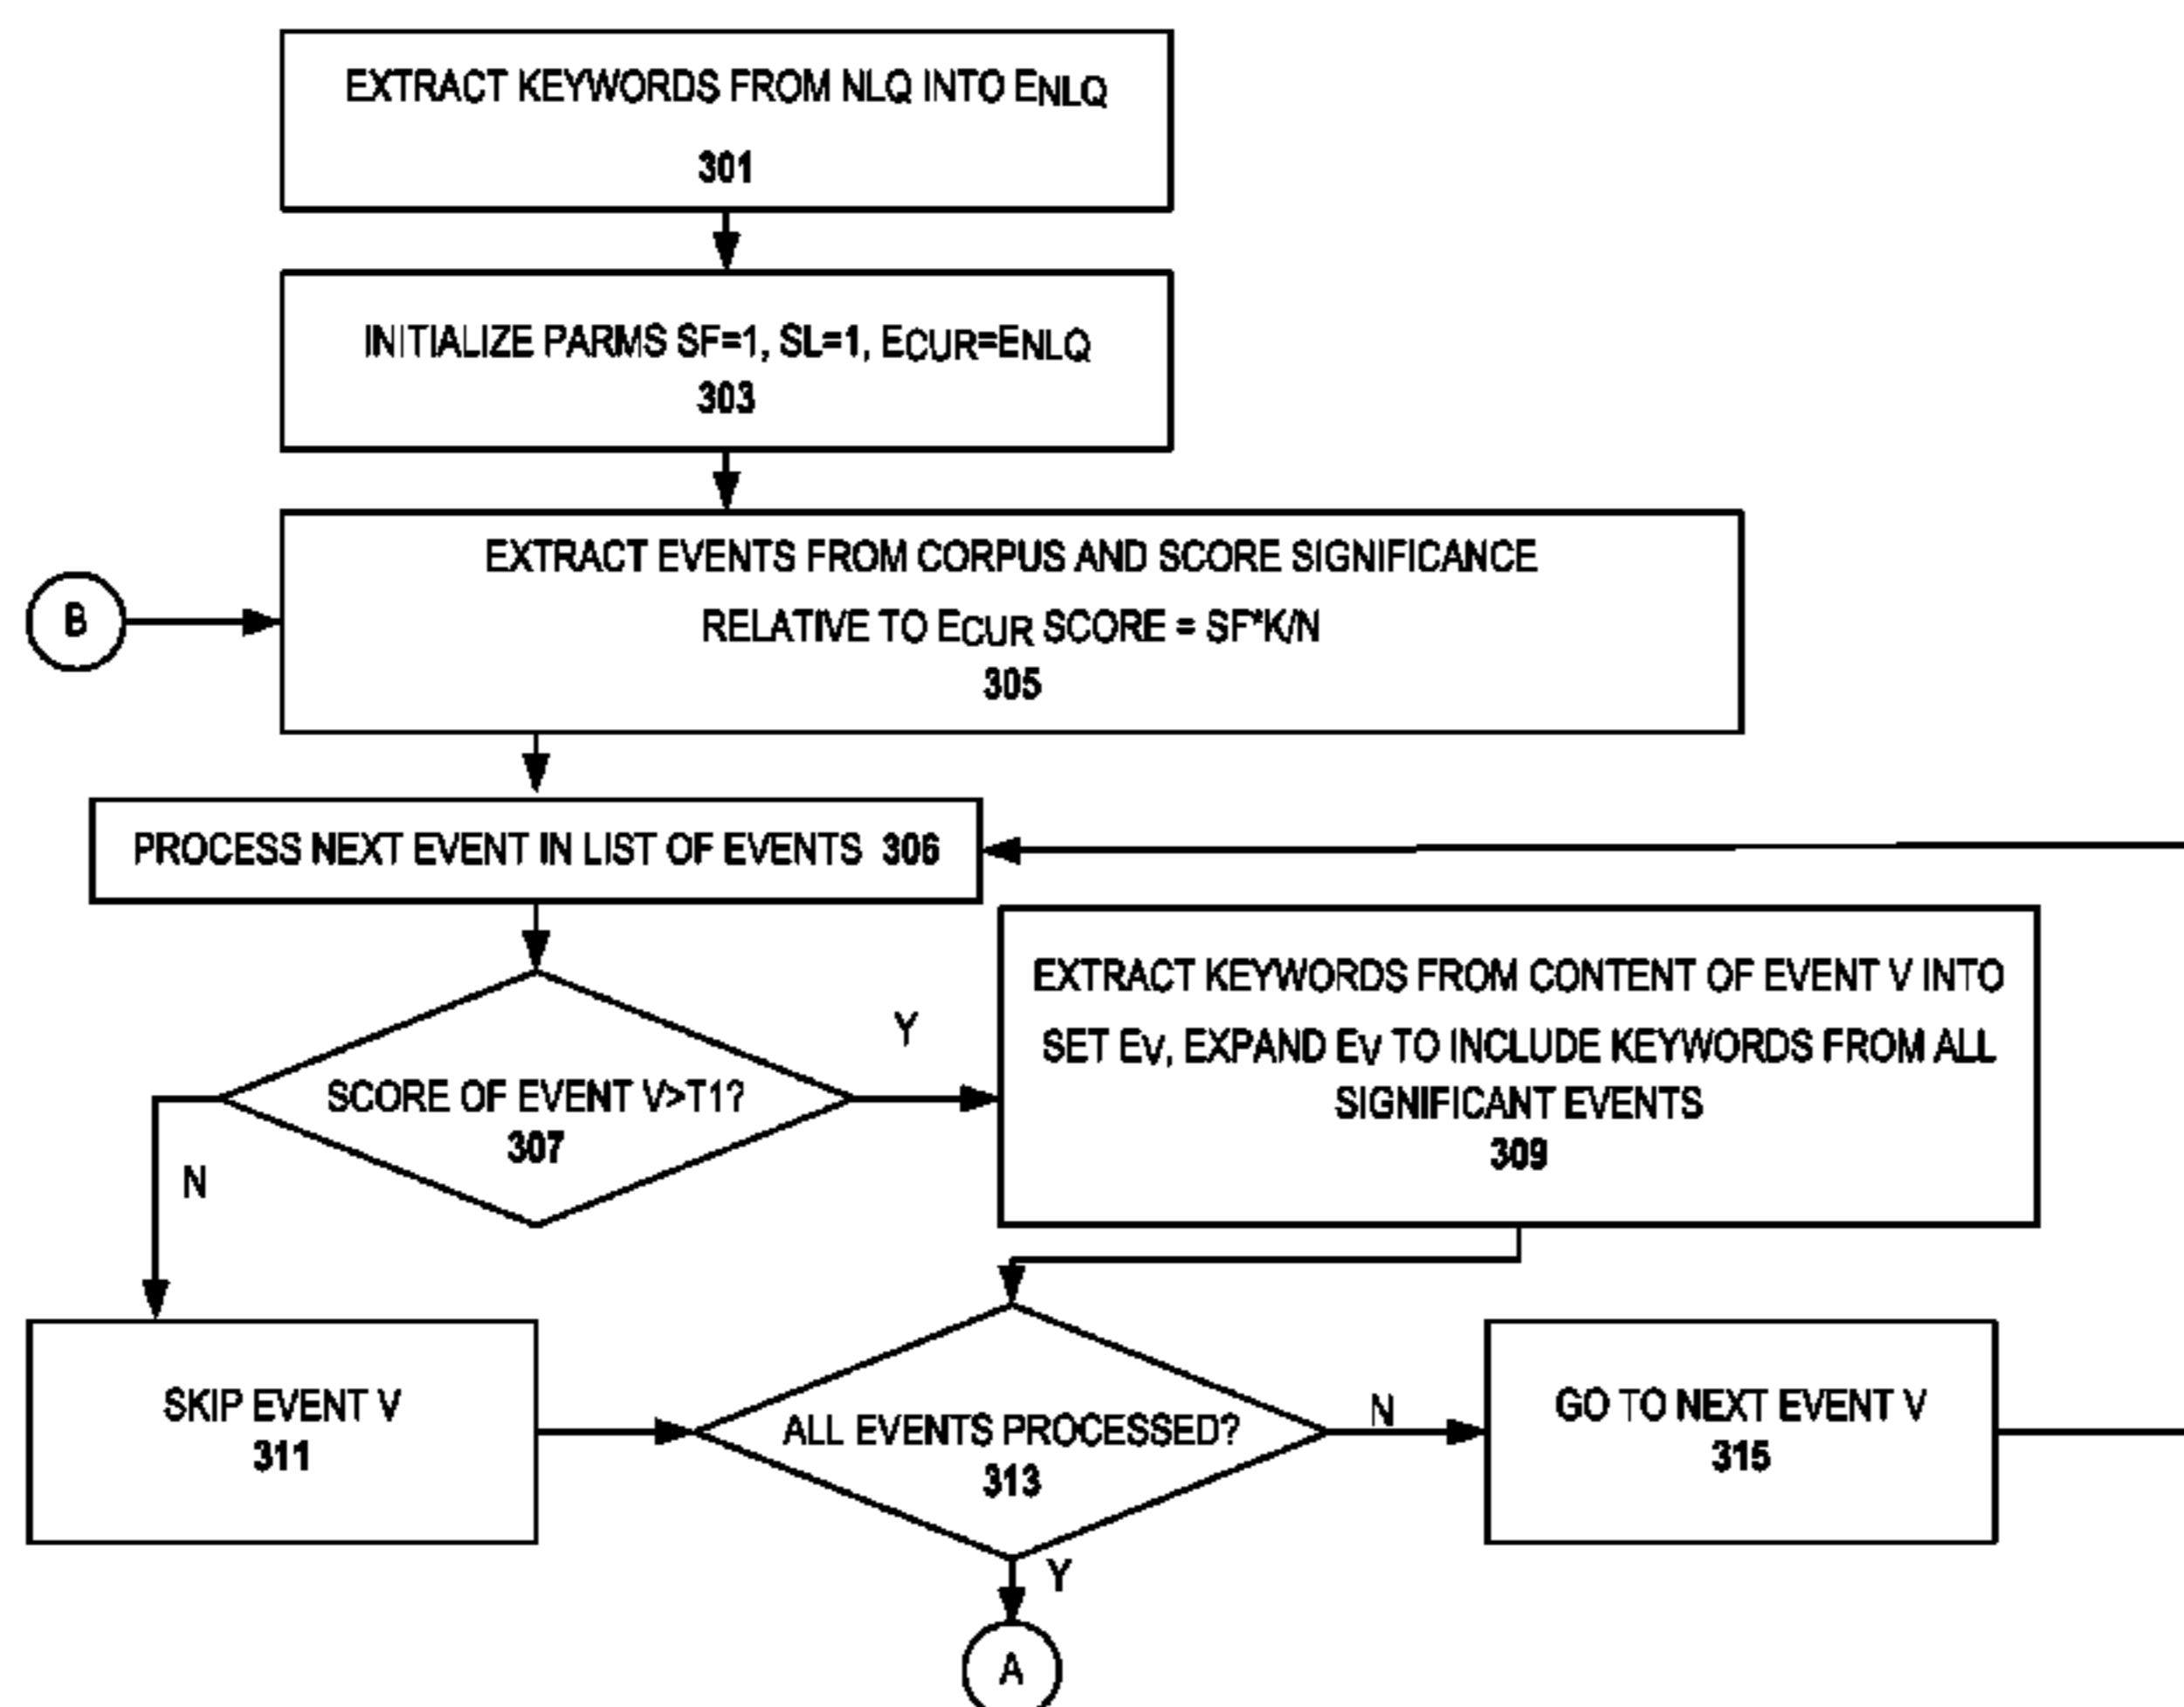 EXTRACT KEYWORDS FROM NLQ INTO ENLQ
301
INITIALIZE PARMS SF=1, SL=1, ECUR=ENLQ
303
EXTRACT EVENTS FROM CORPUS AND SCORE SIGNIFICANCE
RELATIVE TO ECUR SCORE = SF*K/N
305
B
PROCESS NEXT EVENT IN LIST OF EVENTS 306
EXTRACT KEYWORDS FROM CONTENT OF EVENT V INTO
SET EV, EXPAND EV TO INCLUDE KEYWORDS FROM ALL
SIGNIFICANT EVENTS
309
Y
SCORE OF EVENT V>T1?
307
N
SKIP EVENT V
311
ALL EVENTS PROCESSED?
313
N
GO TO NEXT EVENT V
315
Y
A